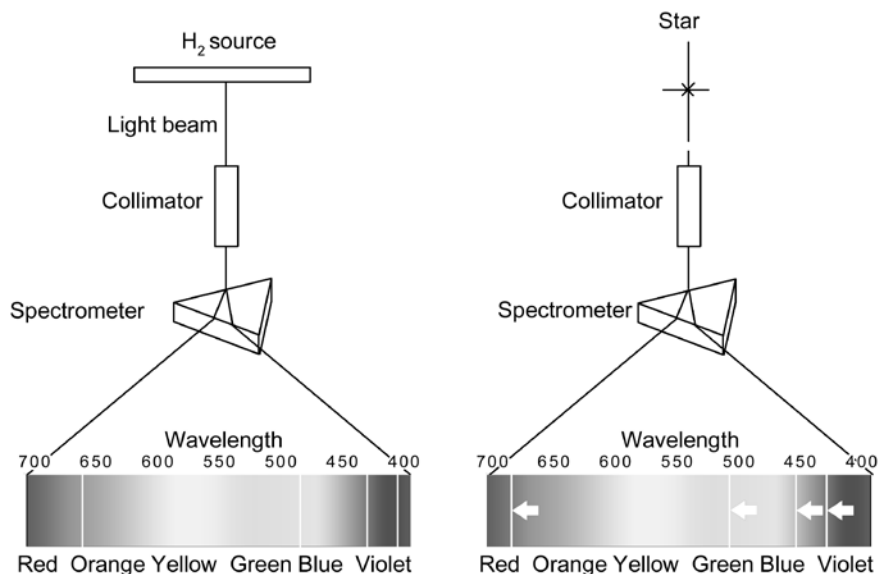 H2 source
Light beam
Collimator
Spectrometer
Wavelength
700 650 600 550 500 450 400
Red Orange Yellow Green Blue Violet
Star
Collimator
Spectrometer
Wavelength
700 650 600 550 500 450 400
Red Orange Yellow Green Blue Violet